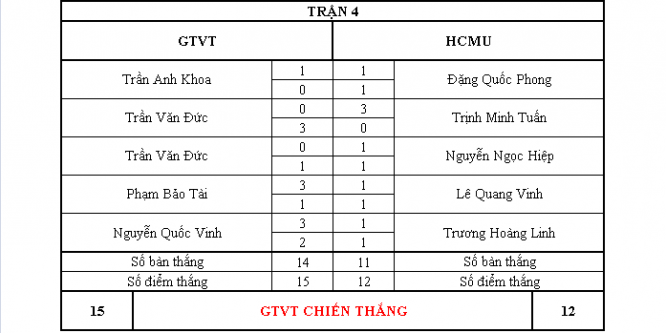 TRẬN 4
GTVT HCMU
Trần Anh Khoa 1 1 Đặng Quốc Phong
0 1
Trần Văn Đức 0 3 Trịnh Minh Tuấn
3 0
Trần Văn Đức 0 1 Nguyễn Ngọc Hiệp
1 1
Phạm Bảo Tài 3 1 Lê Quang Vinh
1 1
Nguyễn Quốc Vinh 3 1 Trương Hoàng Linh
2 1
Số bàn thắng 14 11 Số bàn thắng
Số điểm thắng 15 12 Số điểm thắng
15 GTVT CHIẾN THẮNG 12